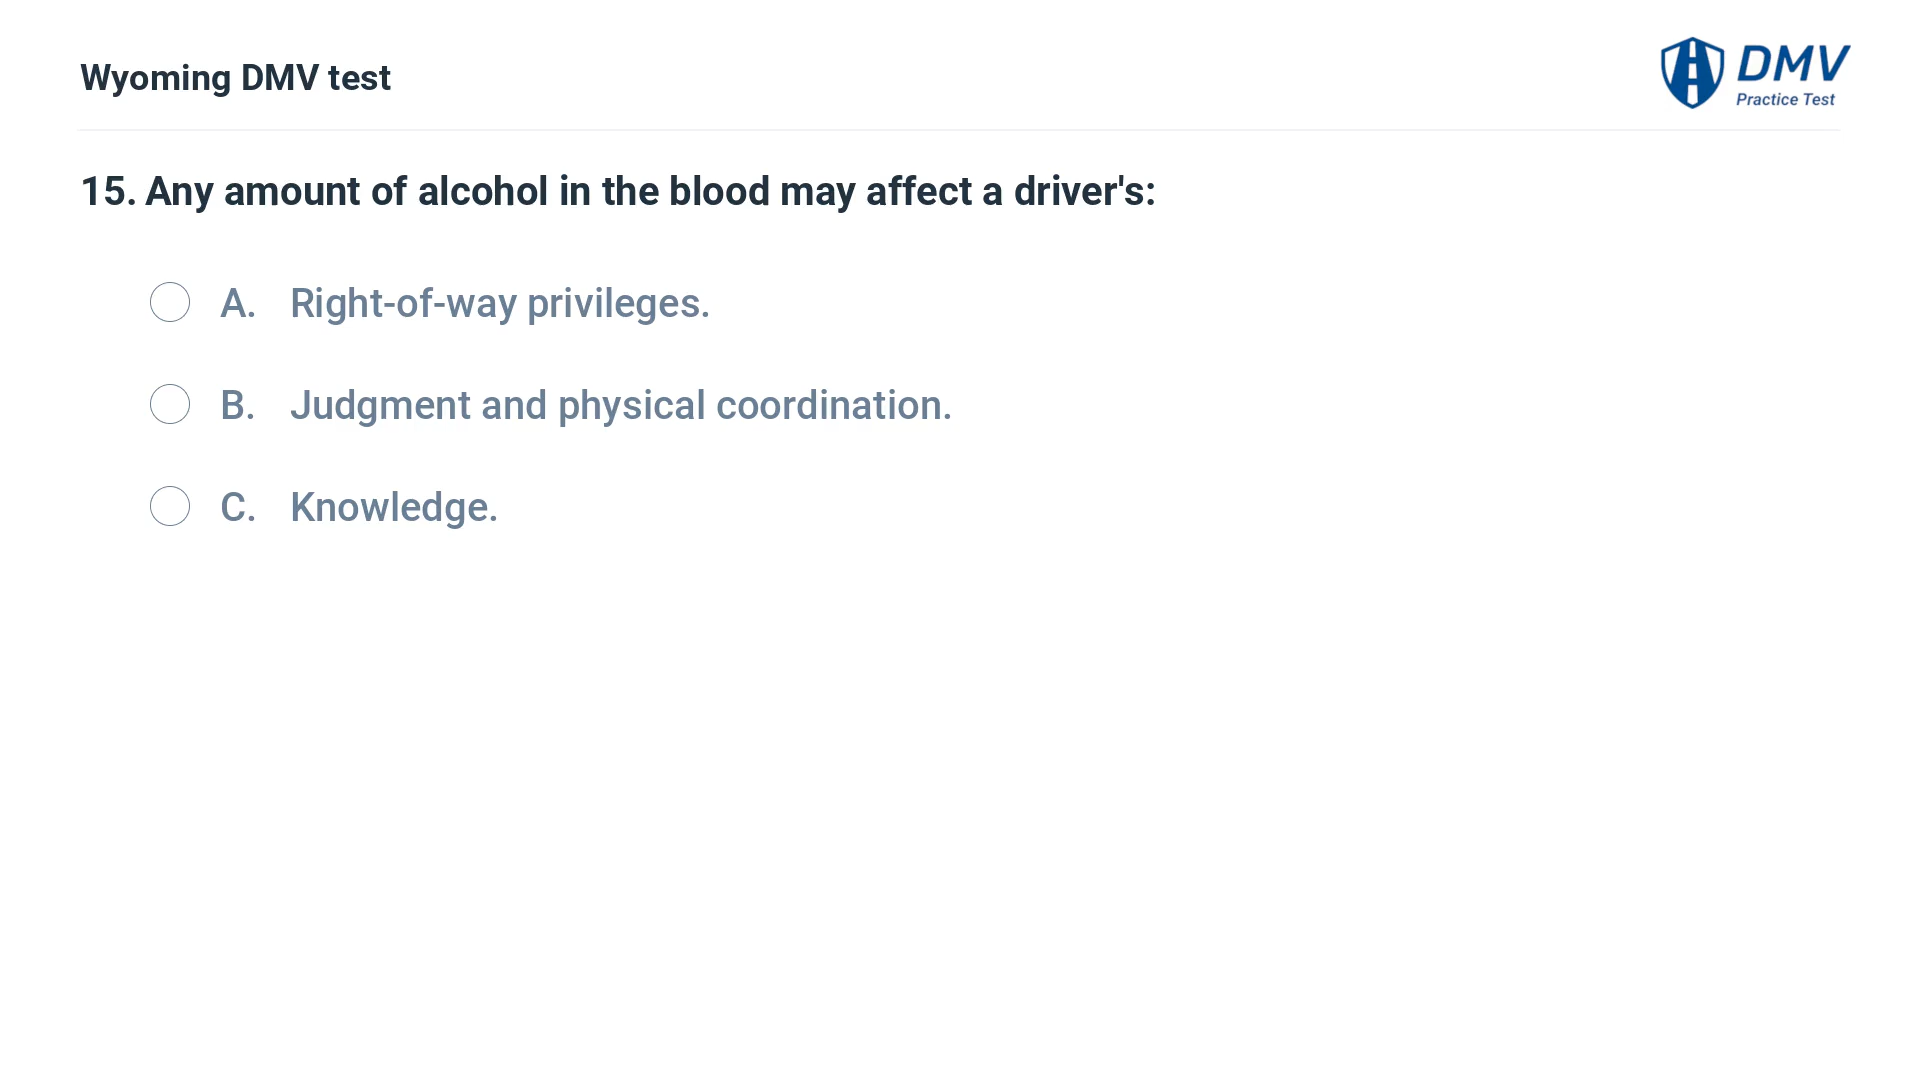 Wyoming DMV test
DMV
Practice Test
15. Any amount of alcohol in the blood may affect a driver's:
A. Right-of-way privileges.
B. Judgment and physical coordination.
C. Knowledge.